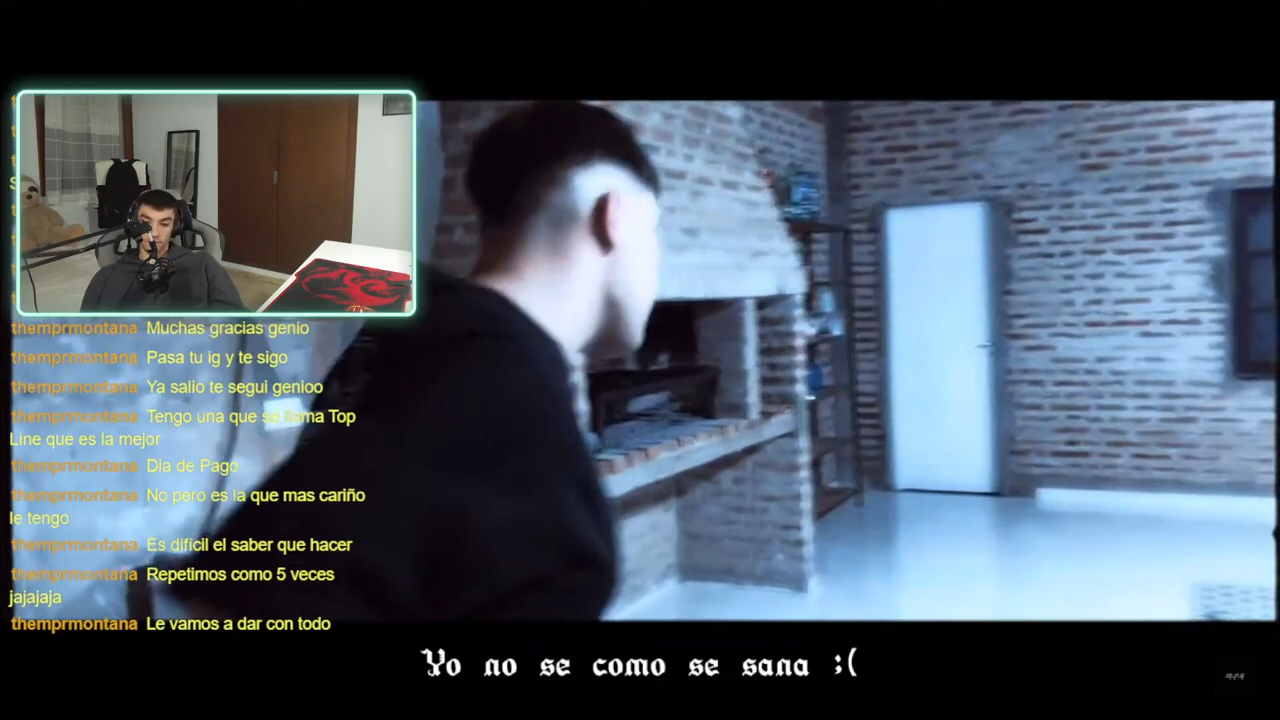 themprmontana Muchas gracias genio
themprmontana Pasa tu ig y te sigo
themprmontana Ya salio te segui genioo
themprmontana Tengo una que se llama Top
Line que es la mejor
themprmontana Dia de Pago
themprmontana No pero es la que mas cariño
le tengo
themprmontana Es difícil el saber que hacer
themprmontana Repetimos como 5 veces
jajajaja
themprmontana Le vamos a dar con todo
Yo no se como se sana ;(